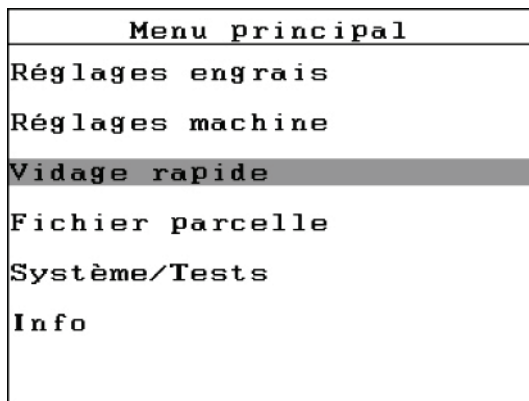 Menu principal
Réglages engrais
Réglages machine
Vidage rapide
Fichier parcelle
Système/Tests
Info